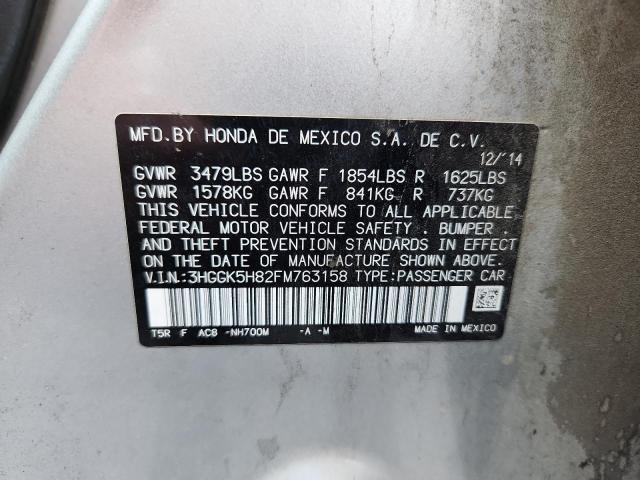 MFD.BY HONDA DE MEXICO S.A. DE C.V.
12/'14
GVWR 3479LBS GAWR F 1854LBS R 1625LBS
GVWR 1578KG GAWR F 841KG R 737KG
THIS VEHICLE CONFORMS TO ALL APPLICABLE
FEDERAL MOTOR VEHICLE SAFETY . BUMPER .
AND THEFT PREVENTION STANDARDS IN EFFECT
ON THE DATE OF MANUFACTURE SHOWN ABOVE.
V.I.N.:3HGGK5H82FM763158 TYPE:PASSENGER CAR
T5R F AC8 -NH700M -A -M MADE IN MEXICO